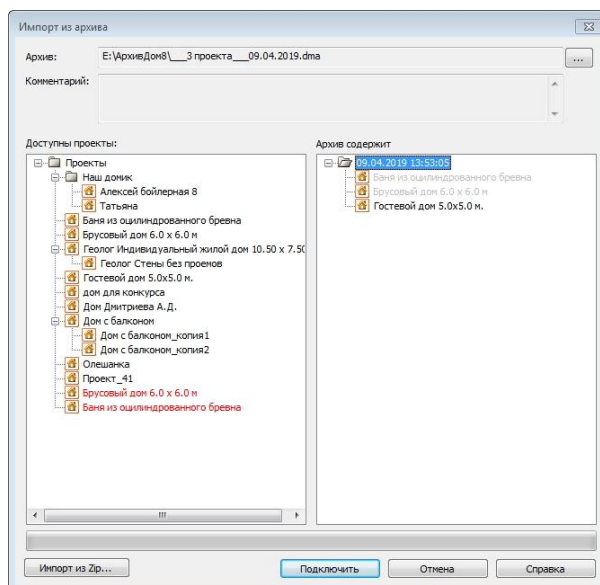 Импорт из архива
Архив:
E:\АрхивДом8\___3 проекта___09.04.2019.dma
...
Комментарий:
Доступны проекты:
Проекты
Наш домик
Алексей бойлерная 8
Татьяна
Баня из оцилиндрованного бревна
Брусовый дом 6.0 x 6.0 м
Геолог Индивидуальный жилой дом 10.50 x 7.50
Геолог Стены без проемов
Гостевой дом 5.0x5.0 м.
дом для конкурса
Дом Дмитриева А.Д.
Дом с балконом
Дом с балконом_копия1
Дом с балконом_копия2
Олешанка
Проект_41
Брусовый дом 6.0 x 6.0 м
Баня из оцилиндрованного бревна
Архив содержит
09.04.2019 13:53:05
Баня из оцилиндрованного бревна
Брусовый дом 6.0 x 6.0 м
Гостевой дом 5.0x5.0 м.
Импорт из Zip...
Подключить
Отмена
Справка